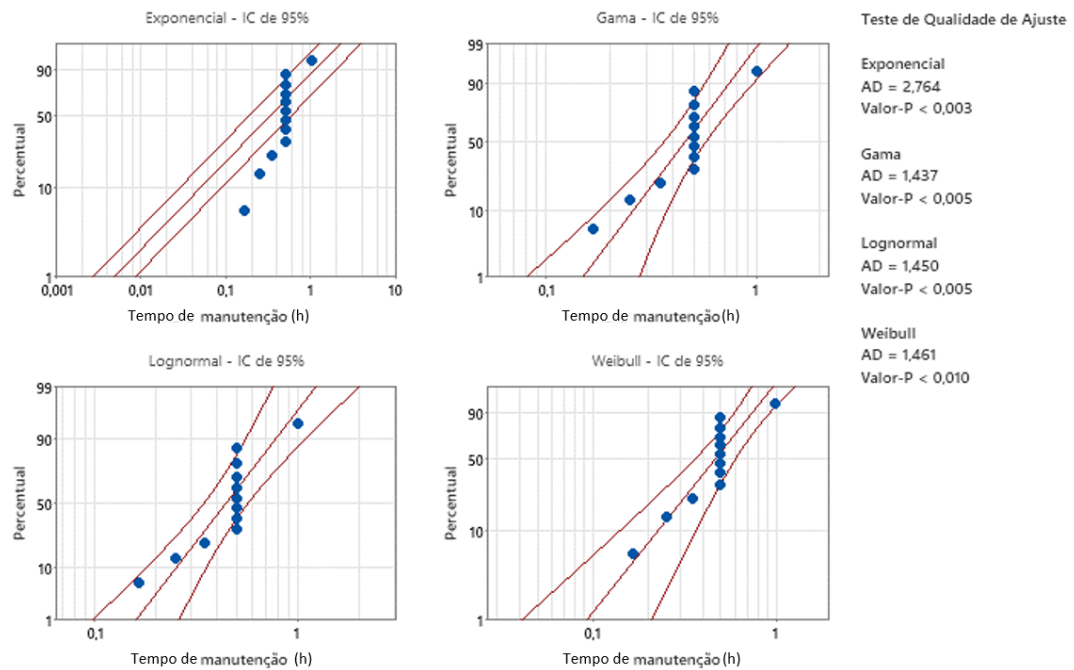 Exponencial - IC de 95%
Percentual
90
50
10
1
0,001
0,01
0,1
1
10
Tempo de manutenção (h)
Gama - IC de 95%
Percentual
99
90
50
10
1
0,1
1
Tempo de manutenção (h)
Teste de Qualidade de Ajuste
Exponencial
AD = 2,764
Valor-P < 0,003
Gama
AD = 1,437
Valor-P < 0,005
Lognormal
AD = 1,450
Valor-P < 0,005
Weibull
AD = 1,461
Valor-P < 0,010
Lognormal - IC de 95%
Percentual
99
90
50
10
1
0,1
1
Tempo de manutenção (h)
Weibull - IC de 95%
Percentual
90
50
10
1
0,1
1
Tempo de manutenção (h)